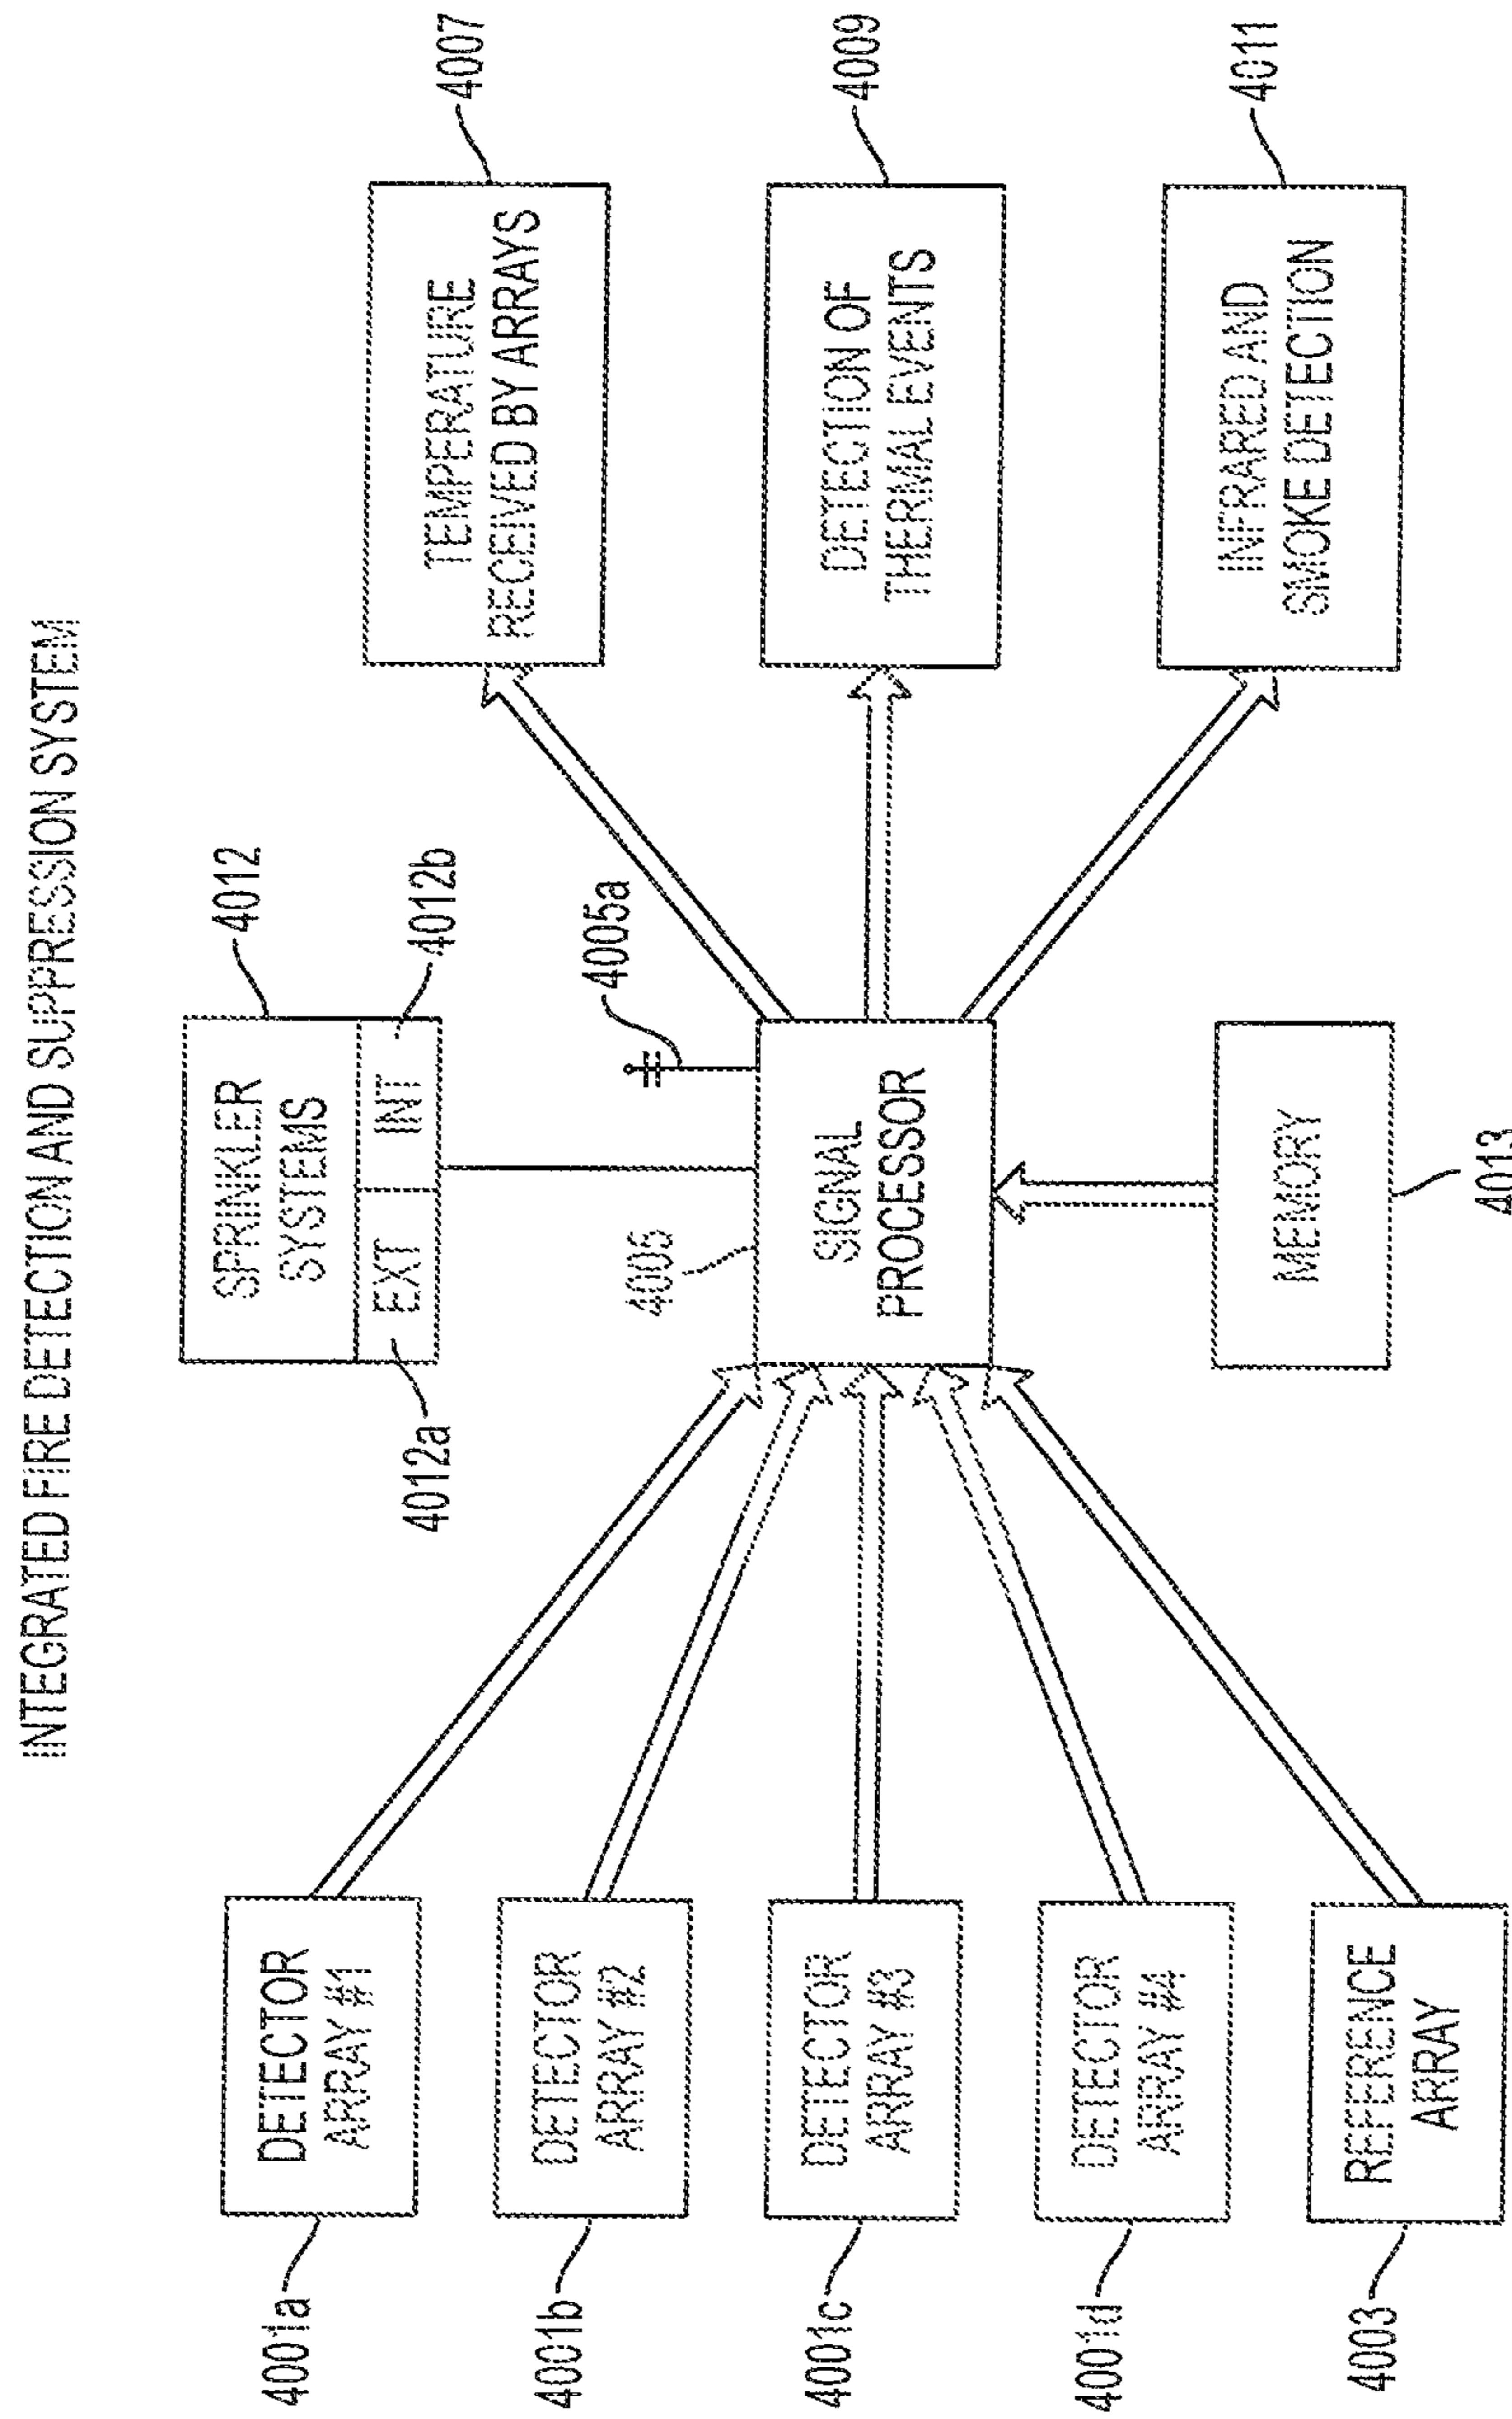 INTEGRATED FIRE DETECTION AND SUPPRESSION SYSTEM
4001a
DETECTOR
ARRAY #1
4001b
DETECTOR
ARRAY #2
4001c
DETECTOR
ARRAY #3
4001d
DETECTOR
ARRAY #4
4003
REFERENCE
ARRAY
SPRINKLER
SYSTEMS
EXT
INT
4012
4012a
4012b
4005
4005a
SIGNAL
PROCESSOR
MEMORY
4013
TEMPERATURE
RECEIVED BY ARRAYS
4007
DETECTION OF
THERMAL EVENTS
4009
INFRARED AND
SMOKE DETECTION
4011